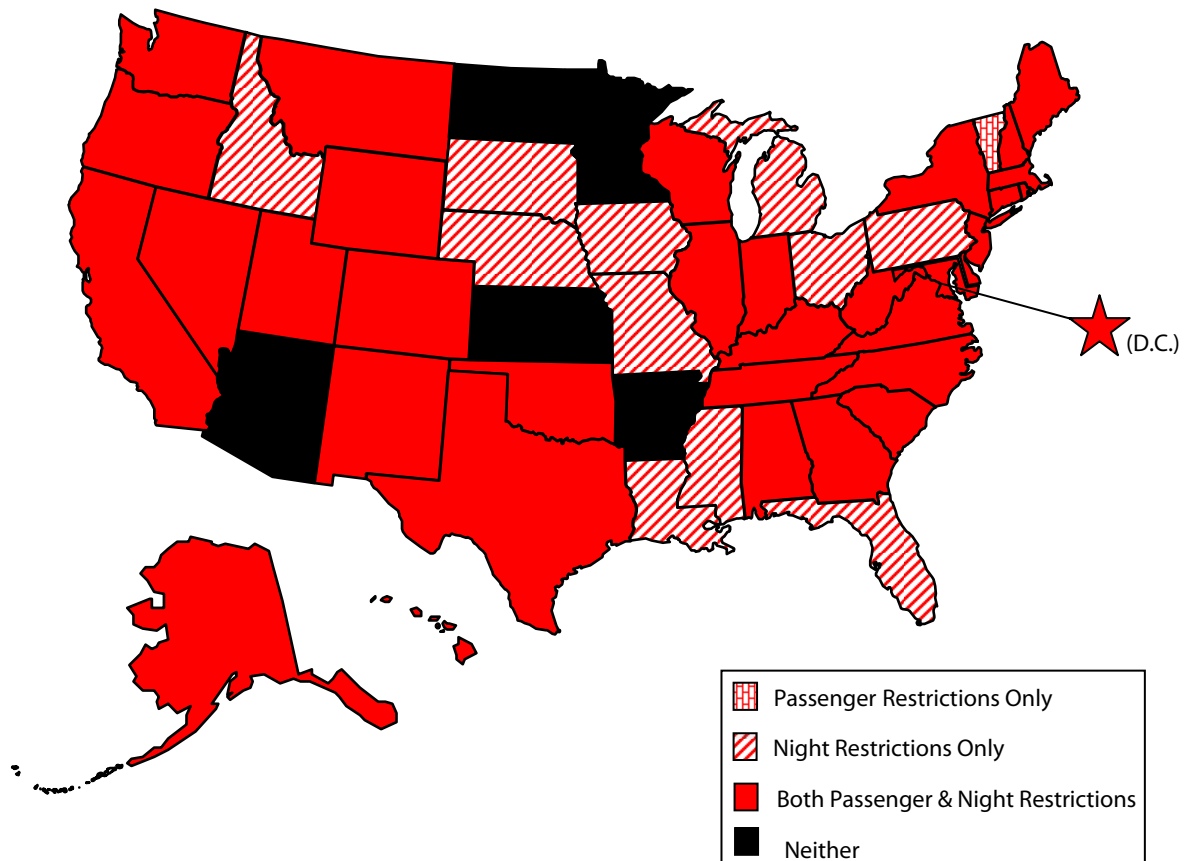 (D.C.)
Passenger Restrictions Only
Night Restrictions Only
Both Passenger & Night Restrictions
Neither